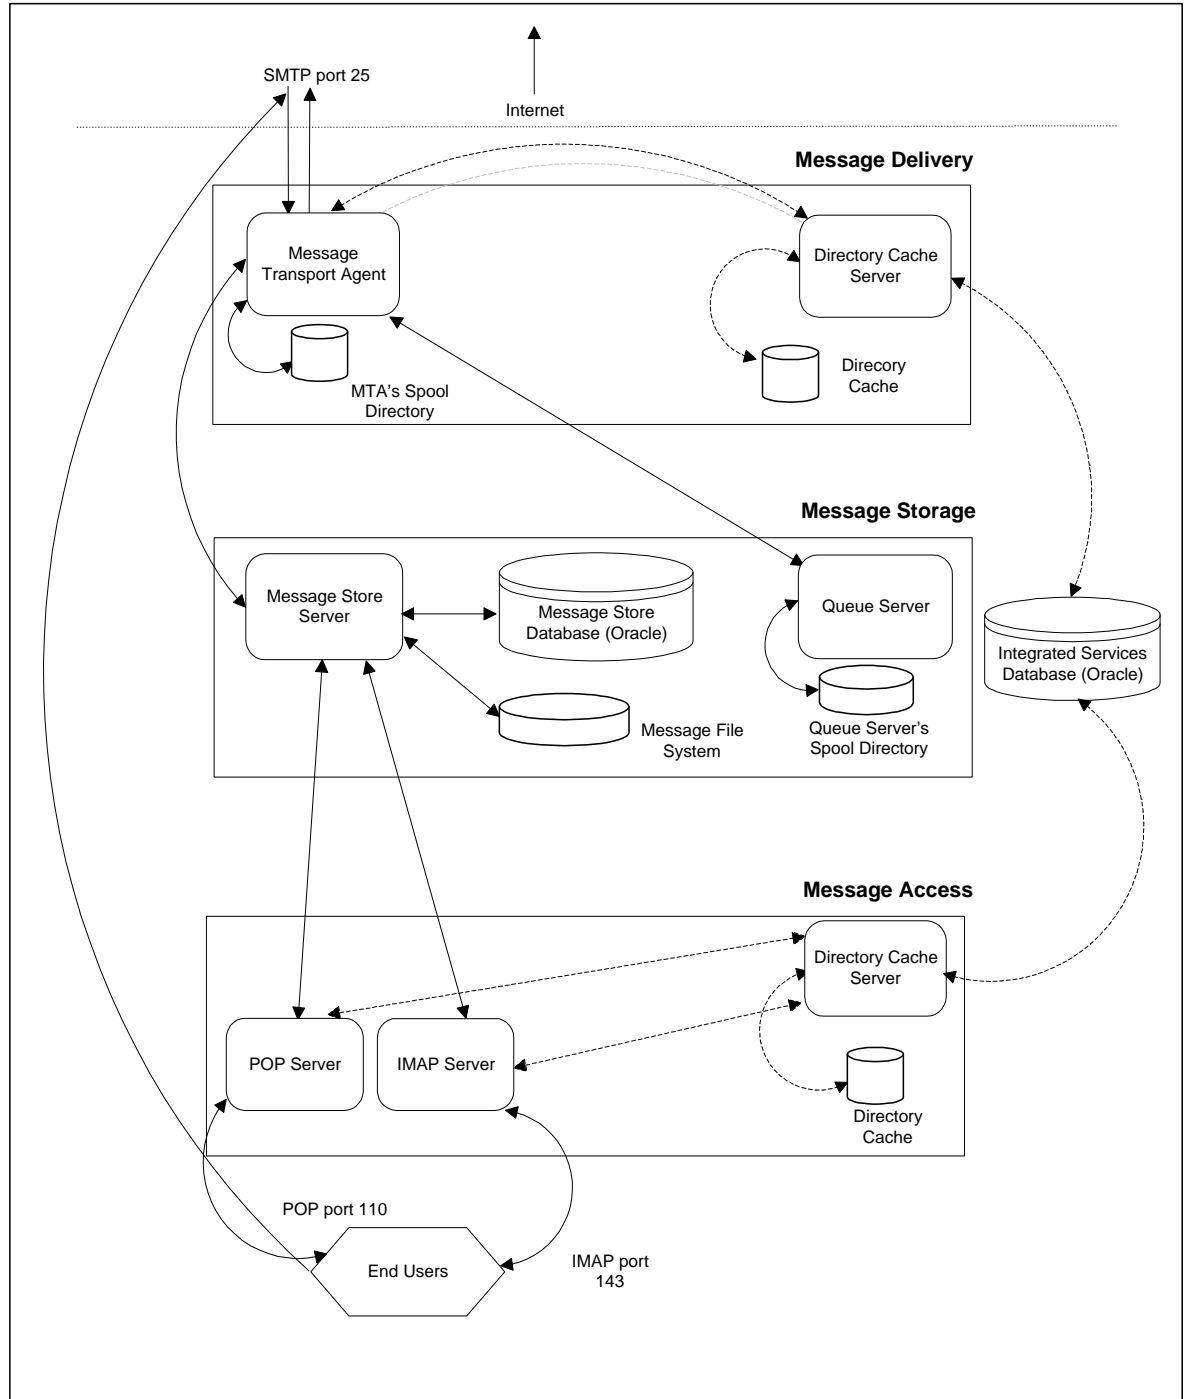 SMTP port 25
Internet
Message Delivery
Message
Transport Agent
Directory Cache
Server
MTA's Spool
Directory
Direcory
Cache
Message Storage
Message Store
Server
Message Store
Database (Oracle)
Queue Server
Integrated Services
Database (Oracle)
Message File
System
Queue Server's
Spool Directory
Message Access
Directory Cache
Server
POP Server
IMAP Server
Directory
Cache
POP port 110
End Users
IMAP port
143